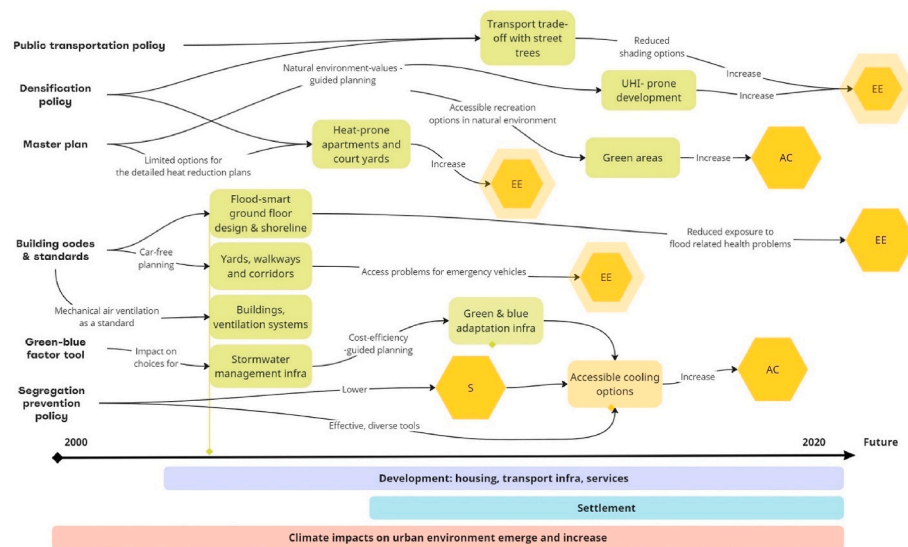 Transport trade-
off with street
trees
Public transportation policy
Reduced
shading options
Natural environment-values -
guided planning
Increase
Densification
policy
UHI- prone
development
Increase
EE
Accessible recreation
options in natural environment
Master plan
Heat-prone
apartments and
court yards
Limited options for
the detailed heat reduction plans
Increase
EE
Green areas
Increase
AC
Flood-smart
ground floor
design & shoreline
Building codes
& standards
Car-free
planning
Reduced exposure to
flood related health problems
EE
Yards, walkways
and corridors
Access problems for emergency vehicles
EE
Mechanical air ventilation
as a standard
Buildings,
ventilation systems
Green & blue
adaptation infra
Green-blue
factor tool
Impact on
choices for
Stormwater
management infra
Cost-efficiency
-guided planning
Segregation
prevention
policy
Lower
S
Accessible cooling
options
Increase
AC
Effective, diverse tools
2000
2020
Future
Development: housing, transport infra, services
Settlement
Climate impacts on urban environment emerge and increase